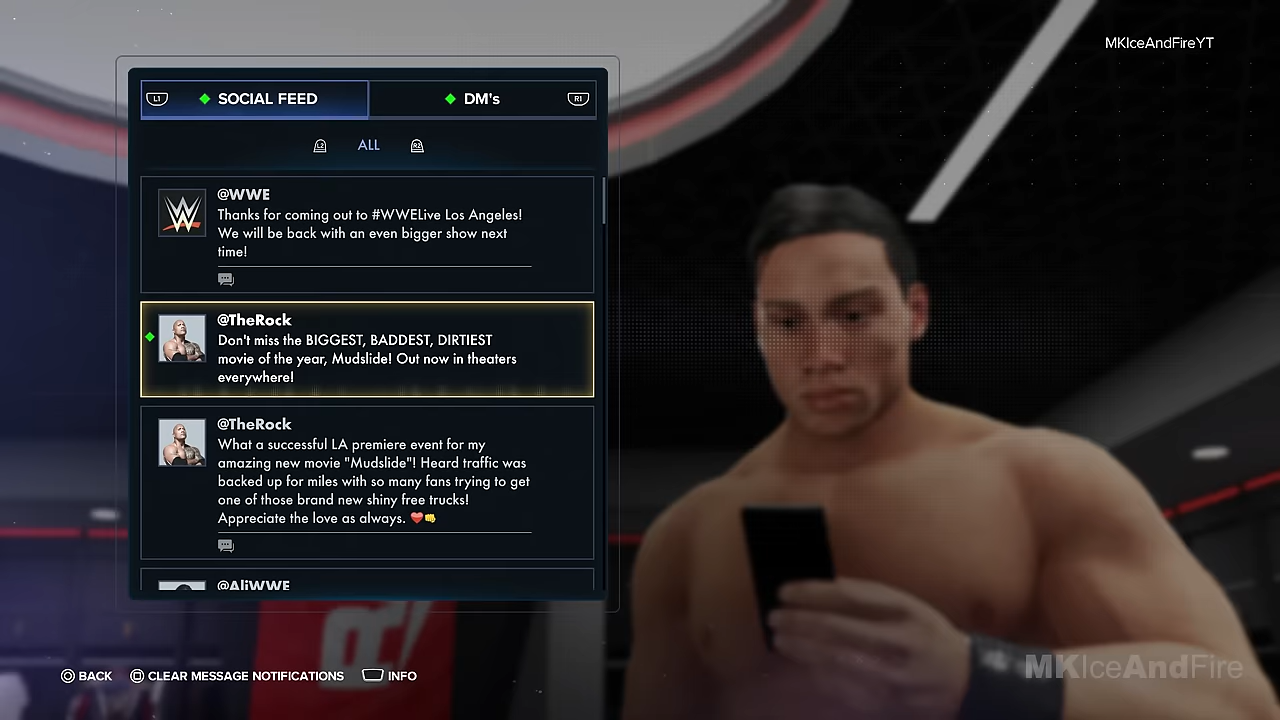 MKIceAndFireYT
L1 SOCIAL FEED DM's R1
L2 ALL R2
@WWE
Thanks for coming out to #WWELive Los Angeles!
We will be back with an even bigger show next
time!
@TheRock
Don't miss the BIGGEST, BADDEST, DIRTIEST
movie of the year, Mudslide! Out now in theaters
everywhere!
@TheRock
What a successful LA premiere event for my
amazing new movie "Mudslide"! Heard traffic was
backed up for miles with so many fans trying to get
one of those brand new shiny free trucks!
Appreciate the love as always. ❤️👊
@AliWWE
BACK CLEAR MESSAGE NOTIFICATIONS INFO
MKIceAndFire